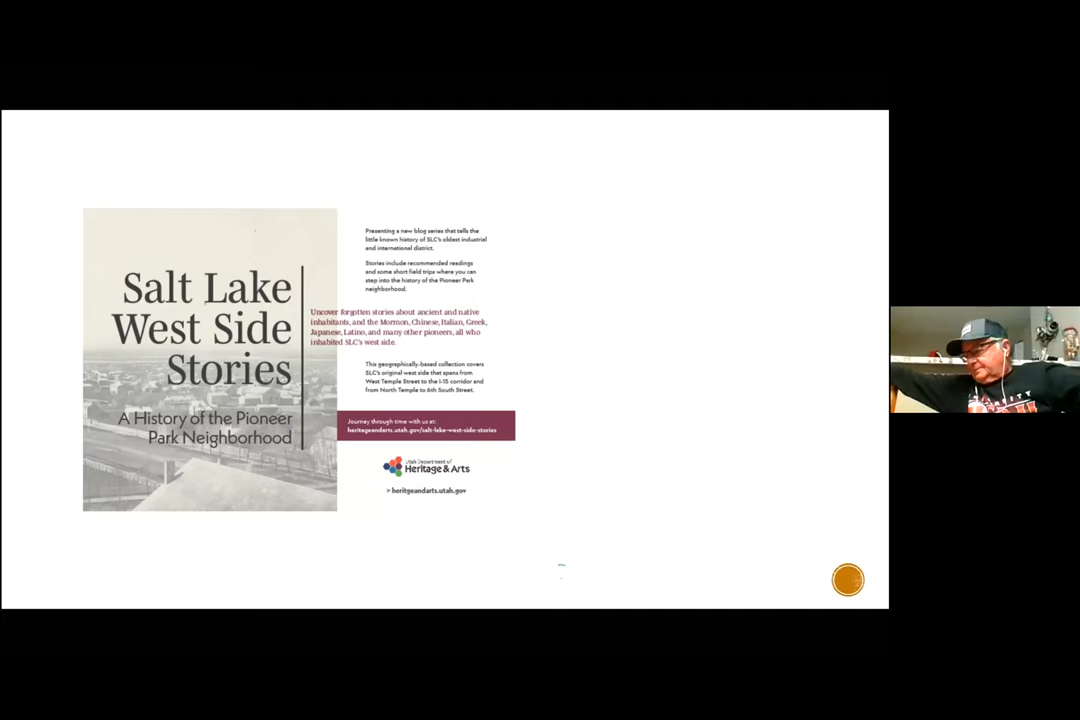 Salt Lake
West Side
Stories
A History of the Pioneer
Park Neighborhood
Presenting a new blog series that tells the
little known history of SLC's oldest industrial
and international district.
Stories include recommended readings
and some short field trips where you can
step into the history of the Pioneer Park
neighborhood.
Uncover forgotten stories about ancient and native
inhabitants, and the Mormon, Chinese, Italian, Greek,
Japanese, Latino, and many other pioneers, all who
inhabited SLC's west side.
This geographically-based collection covers
SLC's original west side that spans from
West Temple Street to the I-15 corridor and
from North Temple to 6th South Street.
Journey through time with us at:
heritageandarts.utah.gov/salt-lake-west-side-stories
Utah Department of
Heritage & Arts
> heritgeandarts.utah.gov